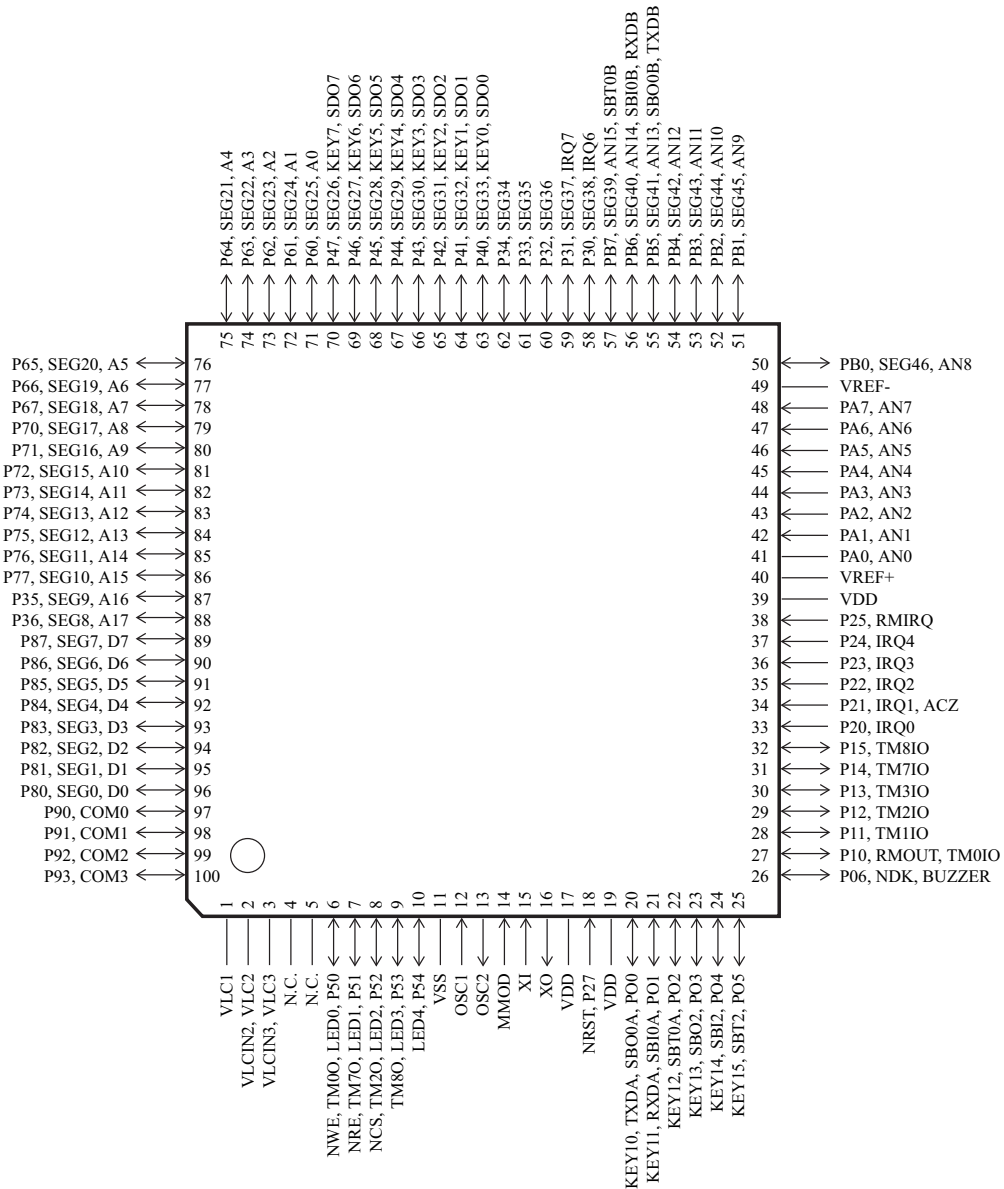 P64, SEG21, A4
P63, SEG22, A3
P62, SEG23, A2
P61, SEG24, A1
P60, SEG25, A0
P47, SEG26, KEY7, SDO7
P46, SEG27, KEY6, SDO6
P45, SEG28, KEY5, SDO5
P44, SEG29, KEY4, SDO4
P43, SEG30, KEY3, SDO3
P42, SEG31, KEY2, SDO2
P41, SEG32, KEY1, SDO1
P40, SEG33, KEY0, SDO0
P34, SEG34
P33, SEG35
P32, SEG36
P31, SEG37, IRQ7
P30, SEG38, IRQ6
PB7, SEG39, AN15, SBT0B
PB6, SEG40, AN14, SBI0B, RXDB
PB5, SEG41, AN13, SBO0B, TXDB
PB4, SEG42, AN12
PB3, SEG43, AN11
PB2, SEG44, AN10
PB1, SEG45, AN9
75
74
73
72
71
70
69
68
67
66
65
64
63
62
61
60
59
58
57
56
55
54
53
52
51
P65, SEG20, A5 76
P66, SEG19, A6 77
P67, SEG18, A7 78
P70, SEG17, A8 79
P71, SEG16, A9 80
P72, SEG15, A10 81
P73, SEG14, A11 82
P74, SEG13, A12 83
P75, SEG12, A13 84
P76, SEG11, A14 85
P77, SEG10, A15 86
P35, SEG9, A16 87
P36, SEG8, A17 88
P87, SEG7, D7 89
P86, SEG6, D6 90
P85, SEG5, D5 91
P84, SEG4, D4 92
P83, SEG3, D3 93
P82, SEG2, D2 94
P81, SEG1, D1 95
P80, SEG0, D0 96
P90, COM0 97
P91, COM1 98
P92, COM2 99
P93, COM3 100
50 PB0, SEG46, AN8
49 VREF-
48 PA7, AN7
47 PA6, AN6
46 PA5, AN5
45 PA4, AN4
44 PA3, AN3
43 PA2, AN2
42 PA1, AN1
41 PA0, AN0
40 VREF+
39 VDD
38 P25, RMIRQ
37 P24, IRQ4
36 P23, IRQ3
35 P22, IRQ2
34 P21, IRQ1, ACZ
33 P20, IRQ0
32 P15, TM8IO
31 P14, TM7IO
30 P13, TM3IO
29 P12, TM2IO
28 P11, TM1IO
27 P10, RMOUT, TM0IO
26 P06, NDK, BUZZER
1
2
3
4
5
6
7
8
9
10
11
12
13
14
15
16
17
18
19
20
21
22
23
24
25
VLC1
VLCIN2, VLC2
VLCIN3, VLC3
N.C.
N.C.
NWE, TM0O, LED0, P50
NRE, TM7O, LED1, P51
NCS, TM2O, LED2, P52
TM8O, LED3, P53
LED4, P54
VSS
OSC1
OSC2
MMOD
XI
XO
VDD
NRST, P27
VDD
KEY10, TXDA, SBO0A, PO0
KEY11, RXDA, SBI0A, PO1
KEY12, SBT0A, PO2
KEY13, SBO2, PO3
KEY14, SBI2, PO4
KEY15, SBT2, PO5